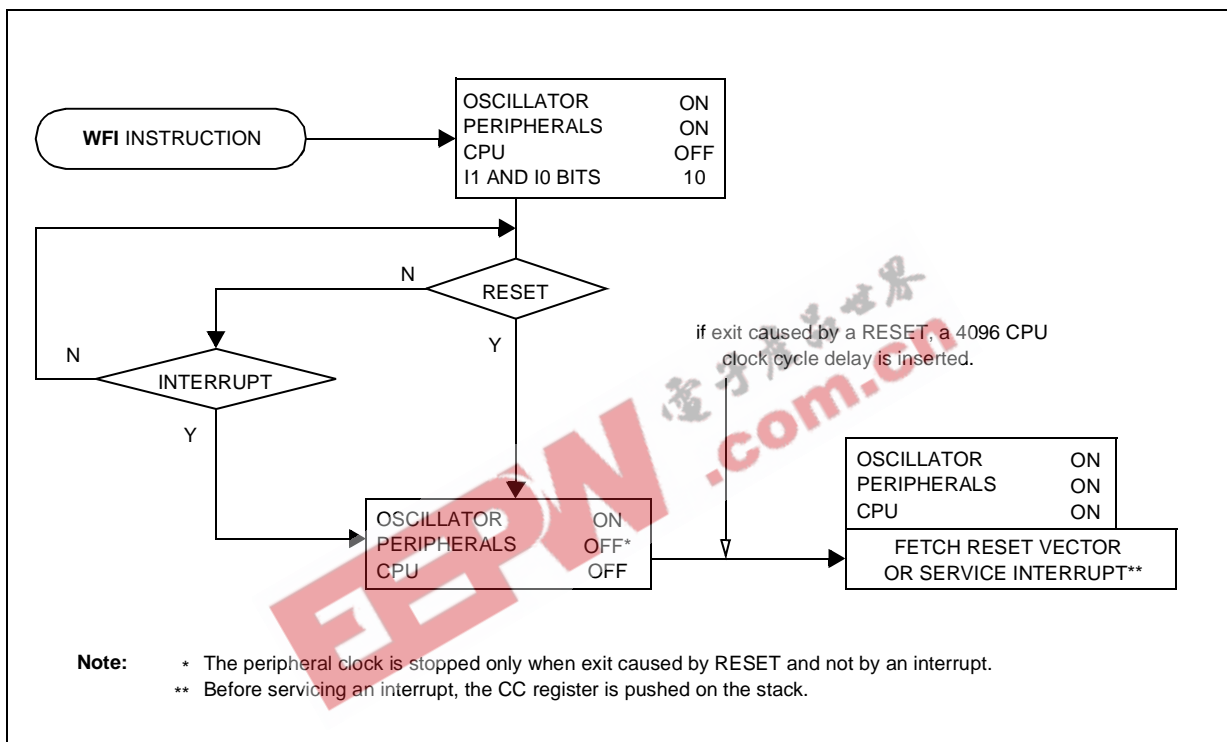 WFI INSTRUCTION
OSCILLATOR ON
PERIPHERALS ON
CPU OFF
I1 AND I0 BITS 10
N
RESET
Y
N
INTERRUPT
Y
if exit caused by a RESET, a 4096 CPU
clock cycle delay is inserted.
OSCILLATOR ON
PERIPHERALS OFF*
CPU OFF
OSCILLATOR ON
PERIPHERALS ON
CPU ON
FETCH RESET VECTOR
OR SERVICE INTERRUPT**
Note: * The peripheral clock is stopped only when exit caused by RESET and not by an interrupt.
** Before servicing an interrupt, the CC register is pushed on the stack.
EEPW
.com.cn